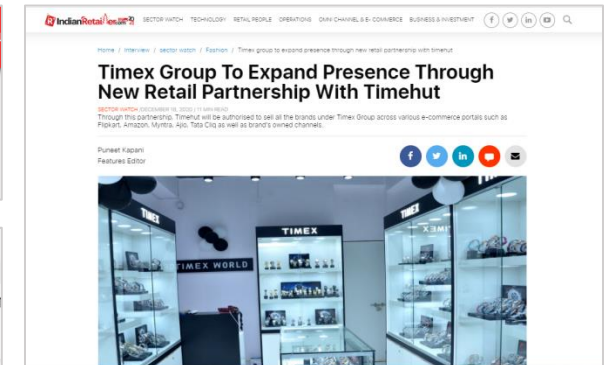 IndianRetailer.com
SECTOR WATCH TECHNOLOGY RETAIL PEOPLE OPERATIONS OMNI CHANNEL & E- COMMERCE BUSINESS & INVESTMENT
Home / Interview / sector watch / Fashion / Timex group to expand presence through new retail partnership with timehut
Timex Group To Expand Presence Through
New Retail Partnership With Timehut
SECTOR WATCH /DECEMBER 18, 2020 | 11 MIN READ
Through this partnership, Timehut will be authorised to sell all the brands under Timex Group across various e-commerce portals such as
Flipkart, Amazon, Myntra, Ajio, Tata Cliq as well as brand's owned channels.
Puneet Kapani
Features Editor
TIMEX
TIMEX
TIMEX
TIMEX WORLD